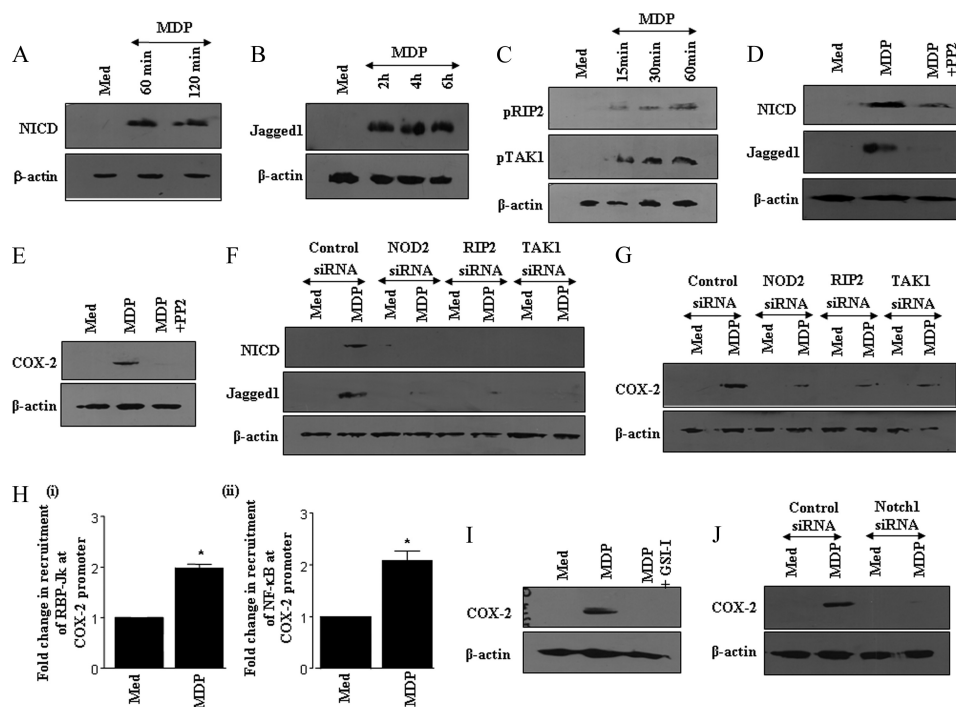 A
MDP
Med
60 min
120 min
NICD
β-actin
B
MDP
Med
2h
4h
6h
Jagged1
β-actin
C
MDP
Med
15min
30min
60min
pRIP2
pTAK1
β-actin
D
Med
MDP
MDP
+PP2
NICD
Jagged1
β-actin
E
Med
MDP
MDP
+PP2
COX-2
β-actin
F
Control
siRNA
NOD2
siRNA
RIP2
siRNA
TAK1
siRNA
Med
MDP
Med
MDP
Med
MDP
Med
MDP
NICD
Jagged1
β-actin
G
Control
siRNA
NOD2
siRNA
RIP2
siRNA
TAK1
siRNA
Med
MDP
Med
MDP
Med
MDP
Med
MDP
COX-2
β-actin
H
(i)
Fold change in recruitment
of RBP-Jk at
COX-2 promoter
3
2
1
0
*
Med
MDP
(ii)
Fold change in recruitment
of NF-κB at
COX-2 promoter
3
2
1
0
*
Med
MDP
I
Med
MDP
MDP
+ GSI-I
COX-2
β-actin
J
Control
siRNA
Notch1
siRNA
Med
MDP
Med
MDP
COX-2
β-actin